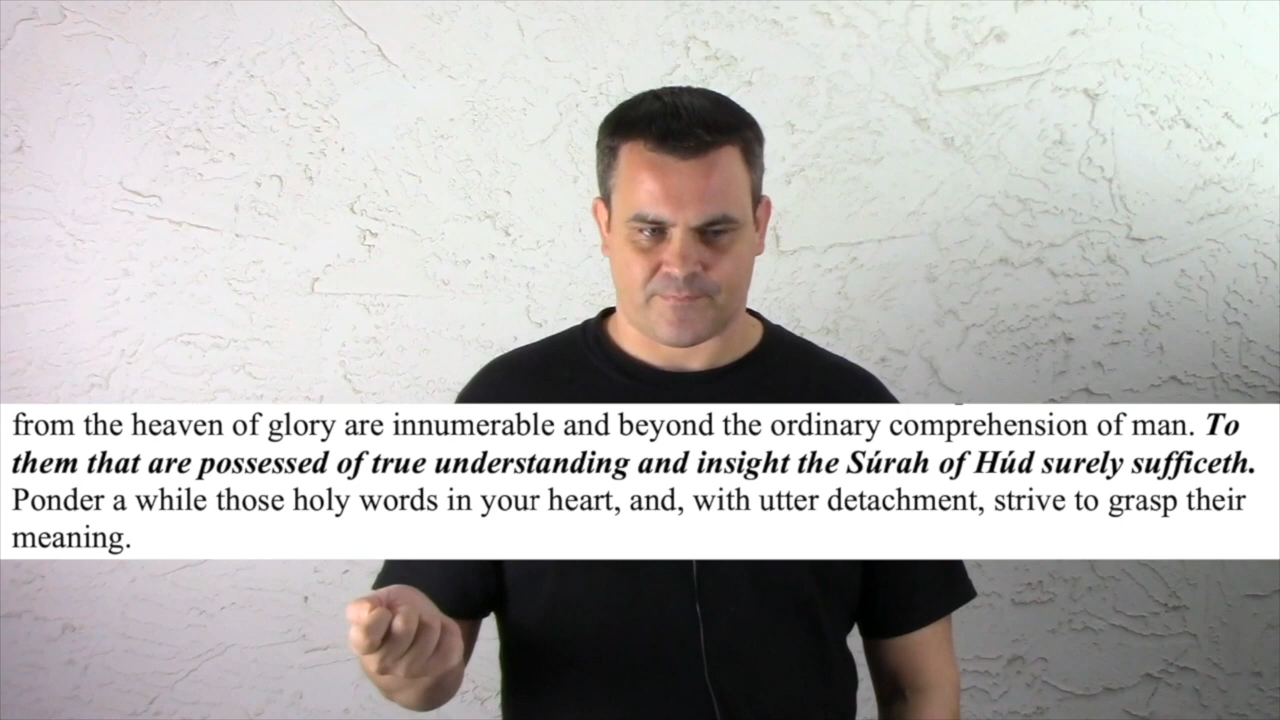 from the heaven of glory are innumerable and beyond the ordinary comprehension of man. To
them that are possessed of true understanding and insight the Súrah of Húd surely sufficeth.
Ponder a while those holy words in your heart, and, with utter detachment, strive to grasp their
meaning.